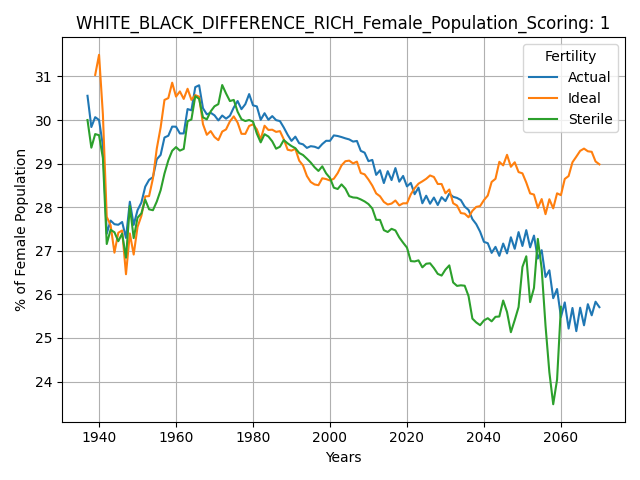 WHITE_BLACK_DIFFERENCE_RICH_Female_Population_Scoring: 1
Fertility
Actual
Ideal
Sterile
% of Female Population
31
30
29
28
27
26
25
24
1940
1960
1980
2000
2020
2040
2060
Years